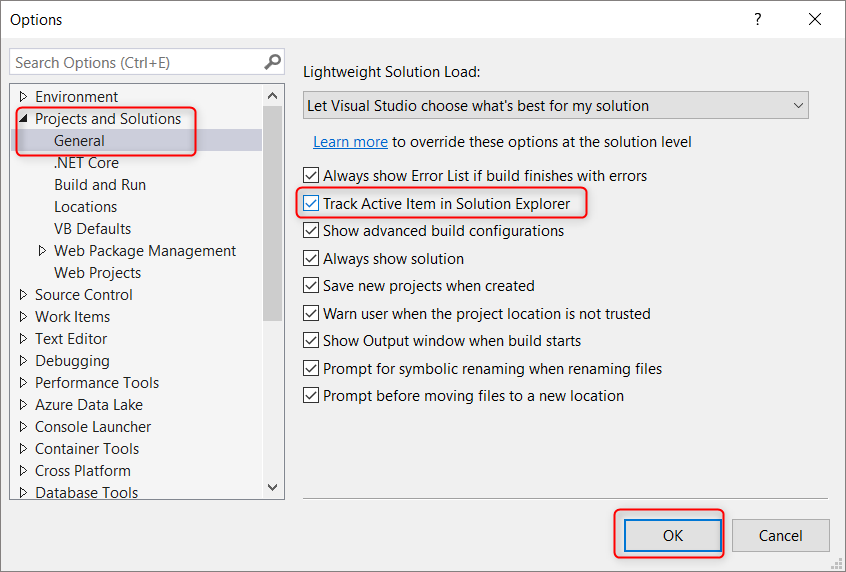 Options
?
Search Options (Ctrl+E)
Environment
Projects and Solutions
General
.NET Core
Build and Run
Locations
VB Defaults
Web Package Management
Web Projects
Source Control
Work Items
Text Editor
Debugging
Performance Tools
Azure Data Lake
Console Launcher
Container Tools
Cross Platform
Database Tools
Lightweight Solution Load:
Let Visual Studio choose what's best for my solution
Learn more to override these options at the solution level
Always show Error List if build finishes with errors
Track Active Item in Solution Explorer
Show advanced build configurations
Always show solution
Save new projects when created
Warn user when the project location is not trusted
Show Output window when build starts
Prompt for symbolic renaming when renaming files
Prompt before moving files to a new location
OK
Cancel